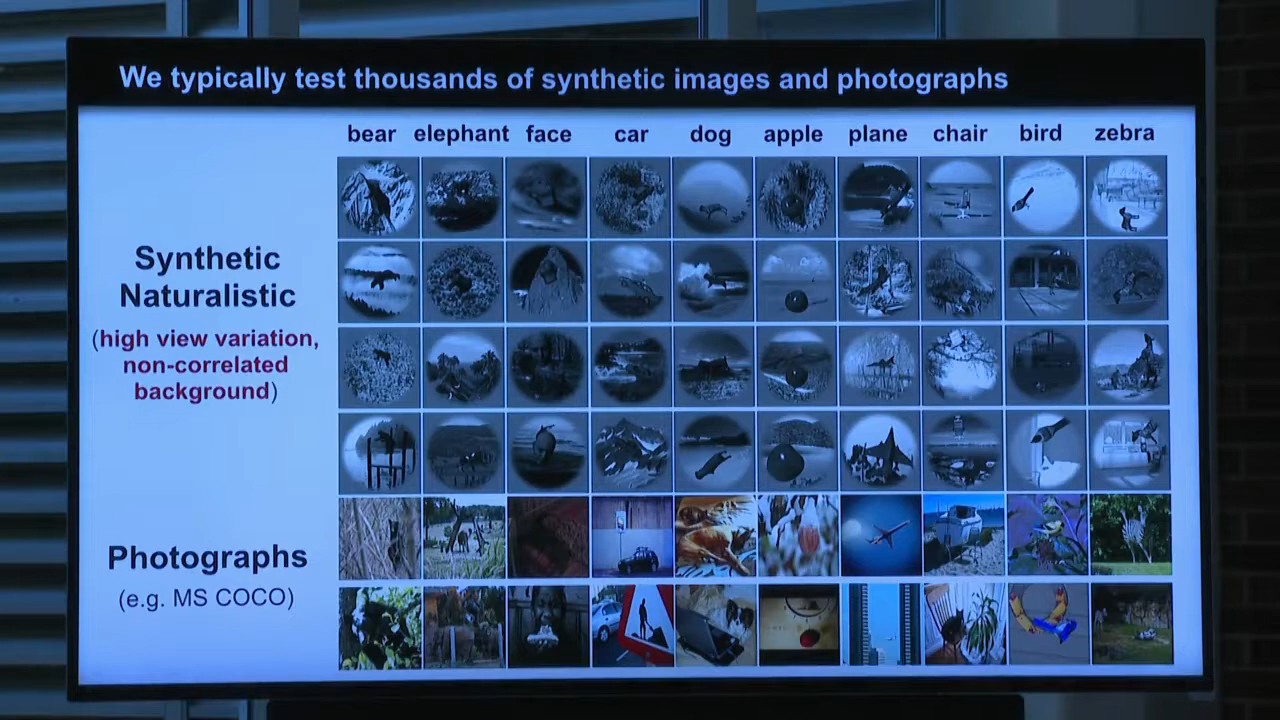 We typically test thousands of synthetic images and photographs
bear elephant face car dog apple plane chair bird zebra
Synthetic
Naturalistic
(high view variation,
non-correlated
background)
Photographs
(e.g. MS COCO)